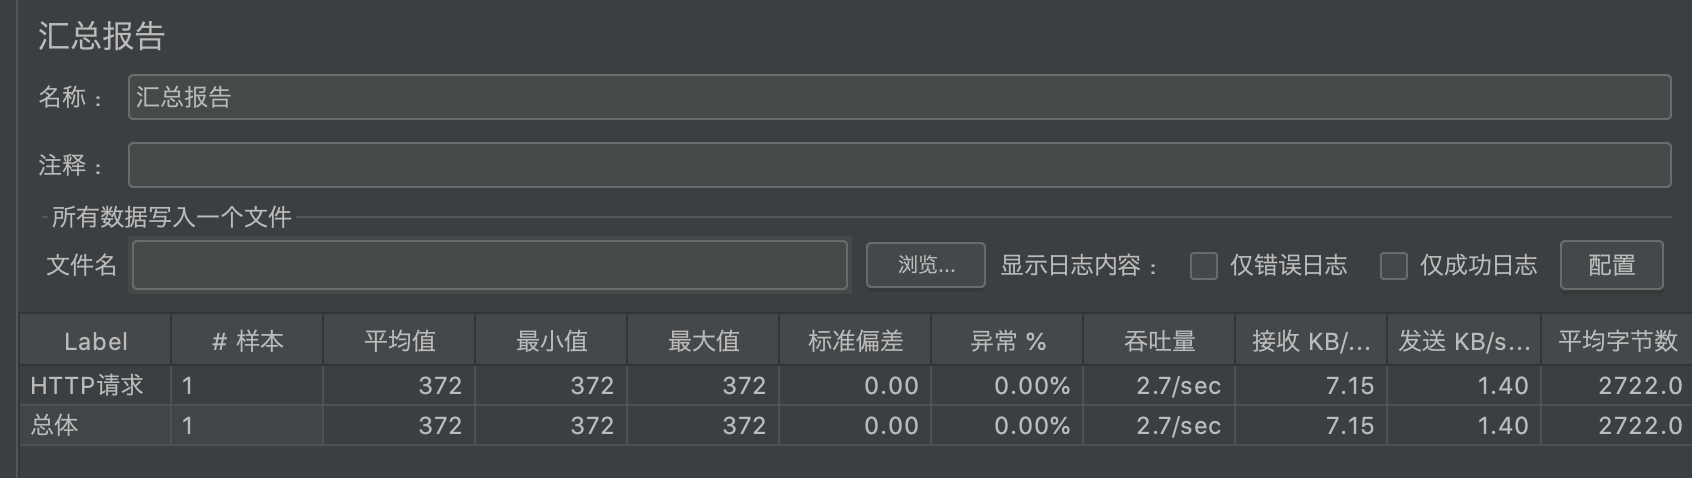 汇总报告
名称： 汇总报告
注释：
所有数据写入一个文件
文件名 浏览... 显示日志内容： 仅错误日志 仅成功日志 配置
Label # 样本 平均值 最小值 最大值 标准偏差 异常 % 吞吐量 接收 KB/... 发送 KB/s... 平均字节数
HTTP请求 1 372 372 372 0.00 0.00% 2.7/sec 7.15 1.40 2722.0
总体 1 372 372 372 0.00 0.00% 2.7/sec 7.15 1.40 2722.0